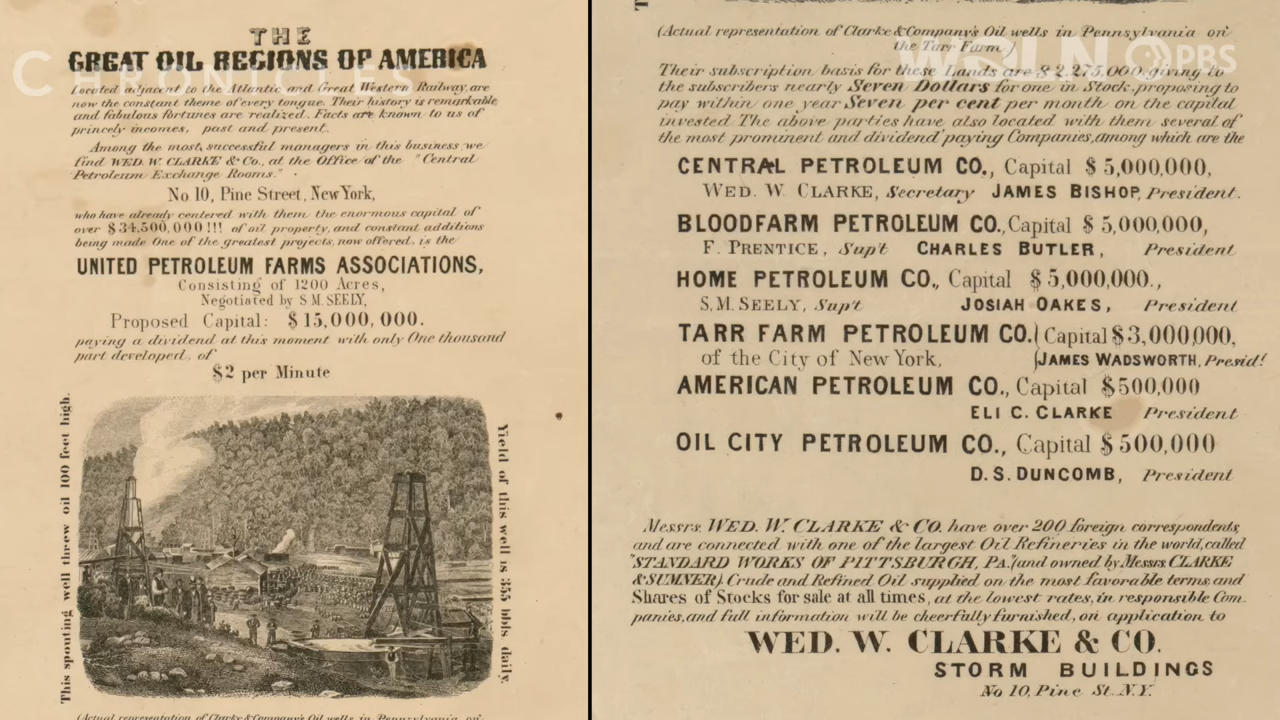 THE
GREAT OIL REGIONS OF AMERICA
CHRONICLES
Located adjacent to the Atlantic and Great Western Railway, are
now the constant theme of every tongue. Their history is remarkable
and fabulous fortunes are realized. Facts are known to us of
princely incomes, past and present.
Among the most, successful managers in this business we
find WED. W. CLARKE & Co., at the Office of the "Central
Petroleum Exchange Rooms."
No 10, Pine Street, New York,
who have already centered with them the enormous capital of
over $34,500,000!!! of oil property, and constant additions
being made One of the greatest projects, now offered, is the
UNITED PETROLEUM FARMS ASSOCIATIONS,
Consisting of 1200 Acres,
Negotiated by S.M. SEELY,
Proposed Capital: $15,000,000.
paying a dividend at this moment with only One thousand
part developed, of
$2 per Minute
This spouting well threw oil 100 feet high.
Yield of this well is 335 bbls daily.
(Actual representation of Clarke & Company's Oil wells in Pennsylvania on
(Actual representation of Clarke & Company's Oil wells in Pennsylvania on
the Tarr Farm.)
WQLN PBS
Their subscription basis for these Lands are $2,275,000, giving to
the subscribers nearly Seven Dollars for one in Stock, proposing to
pay within one year Seven per cent per month on the capital
invested. The above parties have also located with them several of
the most prominent and dividend paying Companies, among which are the
CENTRAL PETROLEUM CO., Capital $5,000,000,
WED. W. CLARKE, Secretary JAMES BISHOP, President.
BLOODFARM PETROLEUM CO., Capital $5,000,000,
F. PRENTICE, Sup't CHARLES BUTLER, President
HOME PETROLEUM CO., Capital $5,000,000.,
S.M. SEELY, Sup't JOSIAH OAKES, President
TARR FARM PETROLEUM CO. Capital $3,000,000,
of the City of New York, JAMES WADSWORTH, Presid!
AMERICAN PETROLEUM CO., Capital $500,000
ELI C. CLARKE President
OIL CITY PETROLEUM CO., Capital $500,000
D.S. DUNCOMB, President
Messrs. WED. W. CLARKE & CO. have over 200 foreign correspondents,
and are connected with one of the largest Oil Refineries in the world, called
"STANDARD WORKS OF PITTSBURGH, PA." (and owned by Messrs CLARKE
& SUMNER). Crude and Refined Oil supplied on the most favorable terms, and
Shares of Stocks for sale at all times, at the lowest rates, in responsible Com-
panies, and full information will be cheerfully furnished, on application to
WED. W. CLARKE & CO.
STORM BUILDINGS
No 10, Pine St. N.Y.